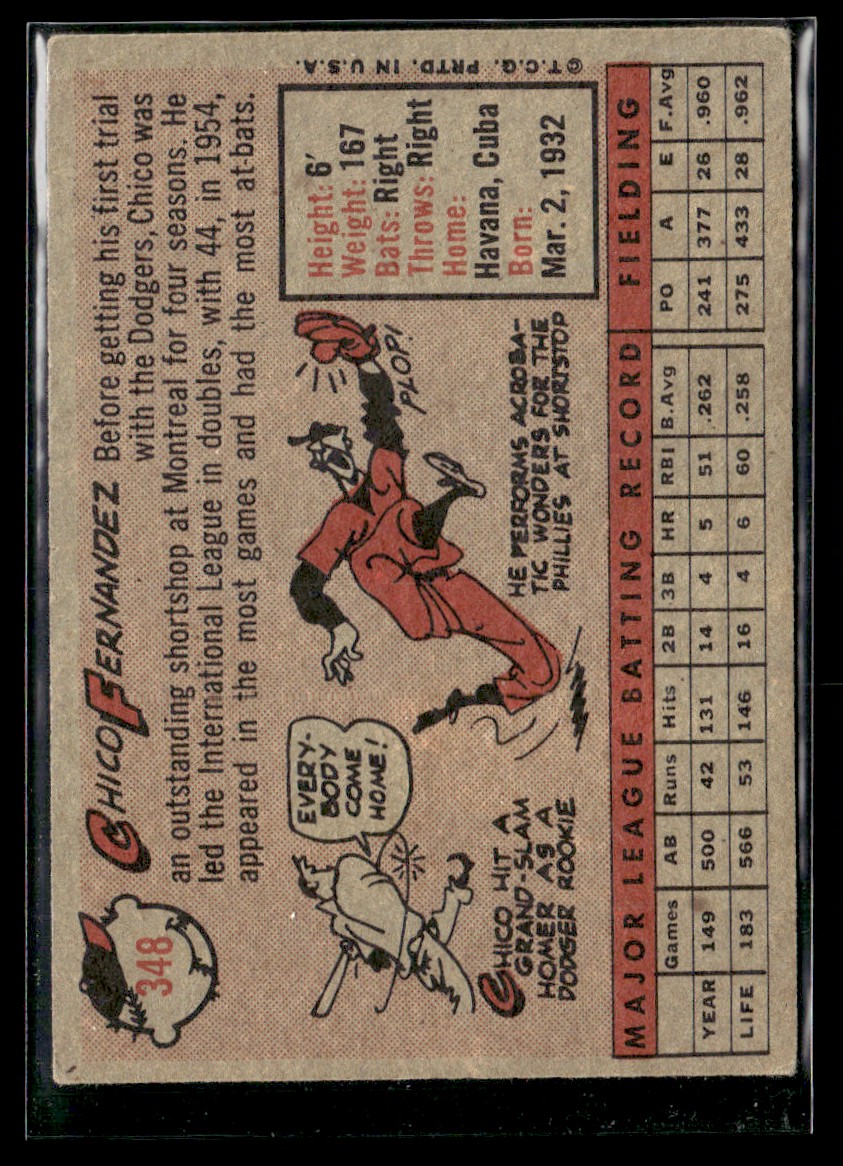 348
CHICO FERNANDEZ Before getting his first trial
with the Dodgers, Chico was
an outstanding shortshop at Montreal for four seasons. He
led the International League in doubles, with 44, in 1954,
appeared in the most games and had the most at-bats.
EVERY-
BODY
COME
HOME!
CHICO HIT A
GRAND-SLAM
HOMER AS A
DODGER ROOKIE
PLOP!
HE PERFORMS ACROBA-
TIC WONDERS FOR THE
PHILLIES AT SHORTSTOP
Height: 6'
Weight: 167
Bats: Right
Throws: Right
Home:
Havana, Cuba
Born:
Mar. 2, 1932
MAJOR LEAGUE BATTING RECORD FIELDING
Games AB Runs Hits 2B 3B HR RBI B.Avg PO A E F.Avg
YEAR 149 500 42 131 14 4 5 51 .262 241 377 26 .960
LIFE 183 566 53 146 16 4 6 60 .258 275 433 28 .962
© T.C.G. PRTD. IN U.S.A.